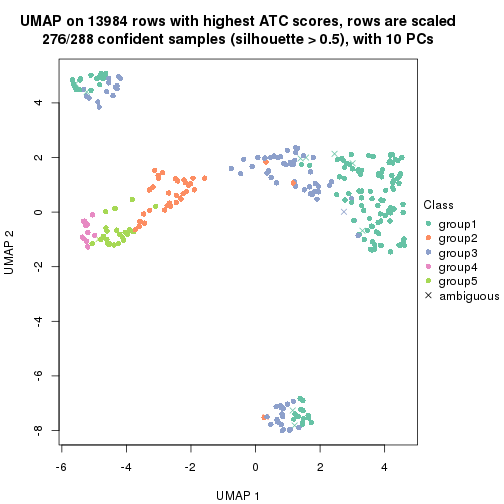 UMAP on 13984 rows with highest ATC scores, rows are scaled
276/288 confident samples (silhouette > 0.5), with 10 PCs
4
2
0
-2
-4
-6
-8
UMAP 2
-6
-4
-2
0
2
4
UMAP 1
Class
group1
group2
group3
group4
group5
ambiguous